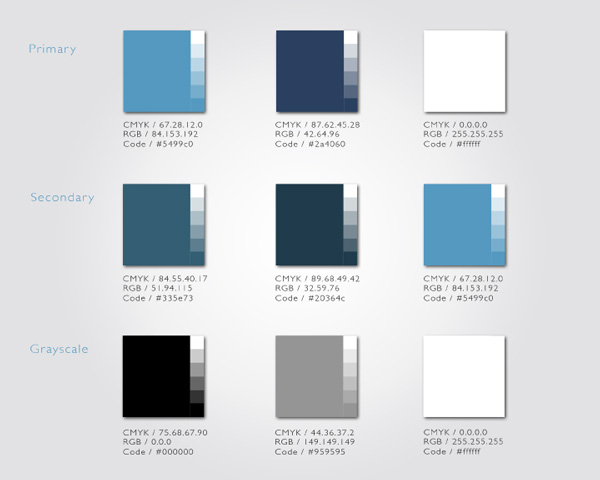 Primary
CMYK / 67.28.12.0
RGB / 84.153.192
Code / #5499c0
CMYK / 87.62.45.28
RGB / 42.64.96
Code / #2a4060
CMYK / 0.0.0.0
RGB / 255.255.255
Code / #ffffff
Secondary
CMYK / 84.55.40.17
RGB / 51.94.115
Code / #335e73
CMYK / 89.68.49.42
RGB / 32.59.76
Code / #20364c
CMYK / 67.28.12.0
RGB / 84.153.192
Code / #5499c0
Grayscale
CMYK / 75.68.67.90
RGB / 0.0.0
Code / #000000
CMYK / 44.36.37.2
RGB / 149.149.149
Code / #959595
CMYK / 0.0.0.0
RGB / 255.255.255
Code / #ffffff